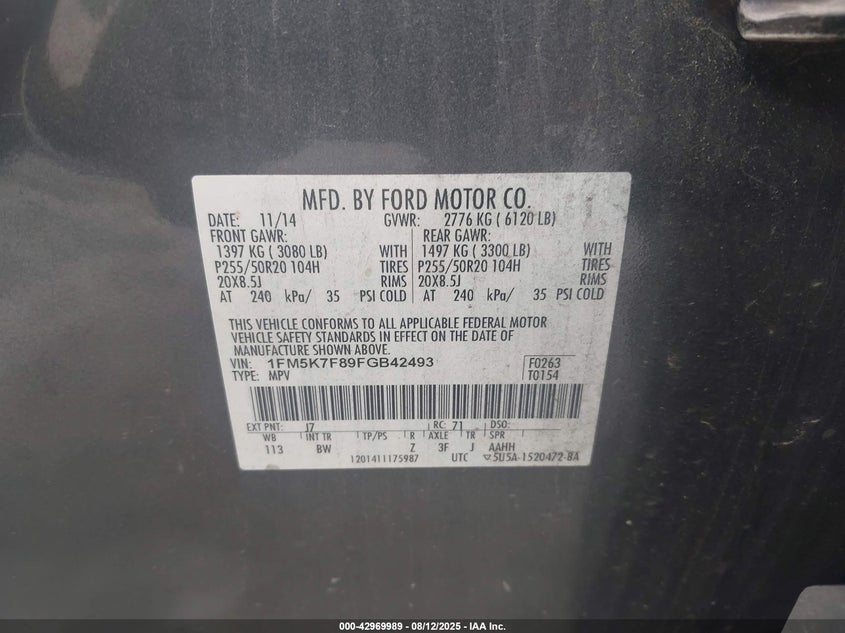 MFD. BY FORD MOTOR CO.
DATE: 11/14 GVWR: 2776 KG ( 6120 LB)
FRONT GAWR: REAR GAWR:
1397 KG ( 3080 LB) WITH 1497 KG ( 3300 LB) WITH
P255/50R20 104H TIRES P255/50R20 104H TIRES
20X8.5J RIMS 20X8.5J RIMS
AT 240 kPa/ 35 PSI COLD AT 240 kPa/ 35 PSI COLD
THIS VEHICLE CONFORMS TO ALL APPLICABLE FEDERAL MOTOR
VEHICLE SAFETY STANDARDS IN EFFECT ON THE DATE OF
MANUFACTURE SHOWN ABOVE.
VIN: 1FM5K7F89FGB42493 F0263
TYPE: MPV T0154
EXT PNT: J7 RC: 71 DSO:
WB INT TR TP/PS R AXLE TR SPR
113 BW Z 3F J AAHH
1201411175987 UTC ▽5U5A-1520472-BA
000-42969989 - 08/12/2025 - IAA Inc.